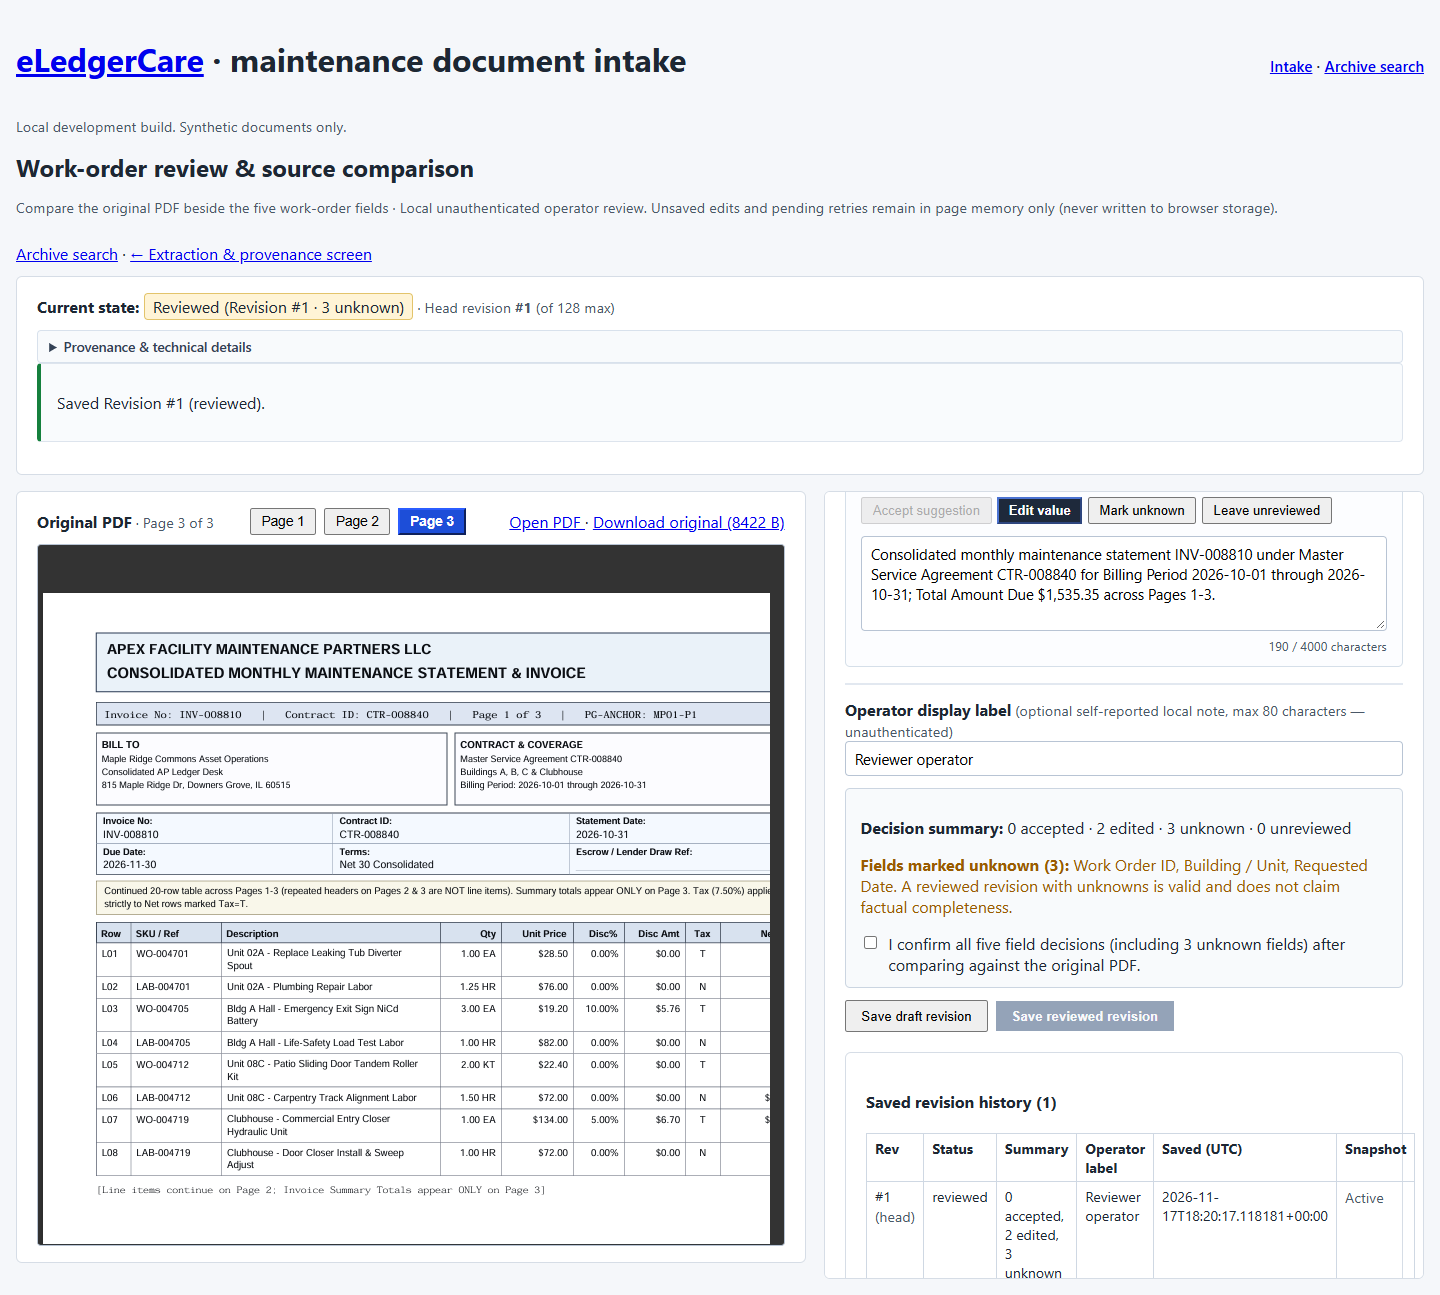 eLedgerCare · maintenance document intake
Intake · Archive search
Local development build. Synthetic documents only.
Work-order review & source comparison
Compare the original PDF beside the five work-order fields · Local unauthenticated operator review. Unsaved edits and pending retries remain in page memory only (never written to browser storage).
Archive search · ← Extraction & provenance screen
Current state: Reviewed (Revision #1 · 3 unknown) · Head revision #1 (of 128 max)
▶ Provenance & technical details
Saved Revision #1 (reviewed).
Original PDF · Page 3 of 3
Page 1 Page 2 Page 3
Open PDF · Download original (8422 B)
APEX FACILITY MAINTENANCE PARTNERS LLC
CONSOLIDATED MONTHLY MAINTENANCE STATEMENT & INVOICE
Invoice No: INV-008810 | Contract ID: CTR-008840 | Page 1 of 3 | PG-ANCHOR: MP01-P1
BILL TO
Maple Ridge Commons Asset Operations
Consolidated AP Ledger Desk
815 Maple Ridge Dr, Downers Grove, IL 60515
CONTRACT & COVERAGE
Master Service Agreement CTR-008840
Buildings A, B, C & Clubhouse
Billing Period: 2026-10-01 through 2026-10-31
Invoice No: Contract ID: Statement Date:
INV-008810 CTR-008840 2026-10-31
Due Date: Terms: Escrow / Lender Draw Ref:
2026-11-30 Net 30 Consolidated
Continued 20-row table across Pages 1-3 (repeated headers on Pages 2 & 3 are NOT line items). Summary totals appear ONLY on Page 3. Tax (7.50%) applie
strictly to Net rows marked Tax=T.
Row SKU / Ref Description Qty Unit Price Disc% Disc Amt Tax Ne
L01 WO-004701 Unit 02A - Replace Leaking Tub Diverter 1.00 EA $28.50 0.00% $0.00 T
Spout
L02 LAB-004701 Unit 02A - Plumbing Repair Labor 1.25 HR $76.00 0.00% $0.00 N
L03 WO-004705 Bldg A Hall - Emergency Exit Sign NiCd 3.00 EA $19.20 10.00% $5.76 T
Battery
L04 LAB-004705 Bldg A Hall - Life-Safety Load Test Labor 1.00 HR $82.00 0.00% $0.00 N
L05 WO-004712 Unit 08C - Patio Sliding Door Tandem Roller 2.00 KT $22.40 0.00% $0.00 T
Kit
L06 LAB-004712 Unit 08C - Carpentry Track Alignment Labor 1.50 HR $72.00 0.00% $0.00 N $
L07 WO-004719 Clubhouse - Commercial Entry Closer 1.00 EA $134.00 5.00% $6.70 T $
Hydraulic Unit
L08 LAB-004719 Clubhouse - Door Closer Install & Sweep 1.00 HR $72.00 0.00% $0.00 N
Adjust
[Line items continue on Page 2; Invoice Summary Totals appear ONLY on Page 3]
Accept suggestion Edit value Mark unknown Leave unreviewed
Consolidated monthly maintenance statement INV-008810 under Master
Service Agreement CTR-008840 for Billing Period 2026-10-01 through 2026-
10-31; Total Amount Due $1,535.35 across Pages 1-3.
190 / 4000 characters
Operator display label (optional self-reported local note, max 80 characters —
unauthenticated)
Reviewer operator
Decision summary: 0 accepted · 2 edited · 3 unknown · 0 unreviewed
Fields marked unknown (3): Work Order ID, Building / Unit, Requested
Date. A reviewed revision with unknowns is valid and does not claim
factual completeness.
I confirm all five field decisions (including 3 unknown fields) after
comparing against the original PDF.
Save draft revision Save reviewed revision
Saved revision history (1)
Rev Status Summary Operator Saved (UTC) Snapshot
label
#1 reviewed 0 Reviewer 2026-11- Active
(head) accepted, operator 17T18:20:17.118181+00:00
2 edited,
3
unknown